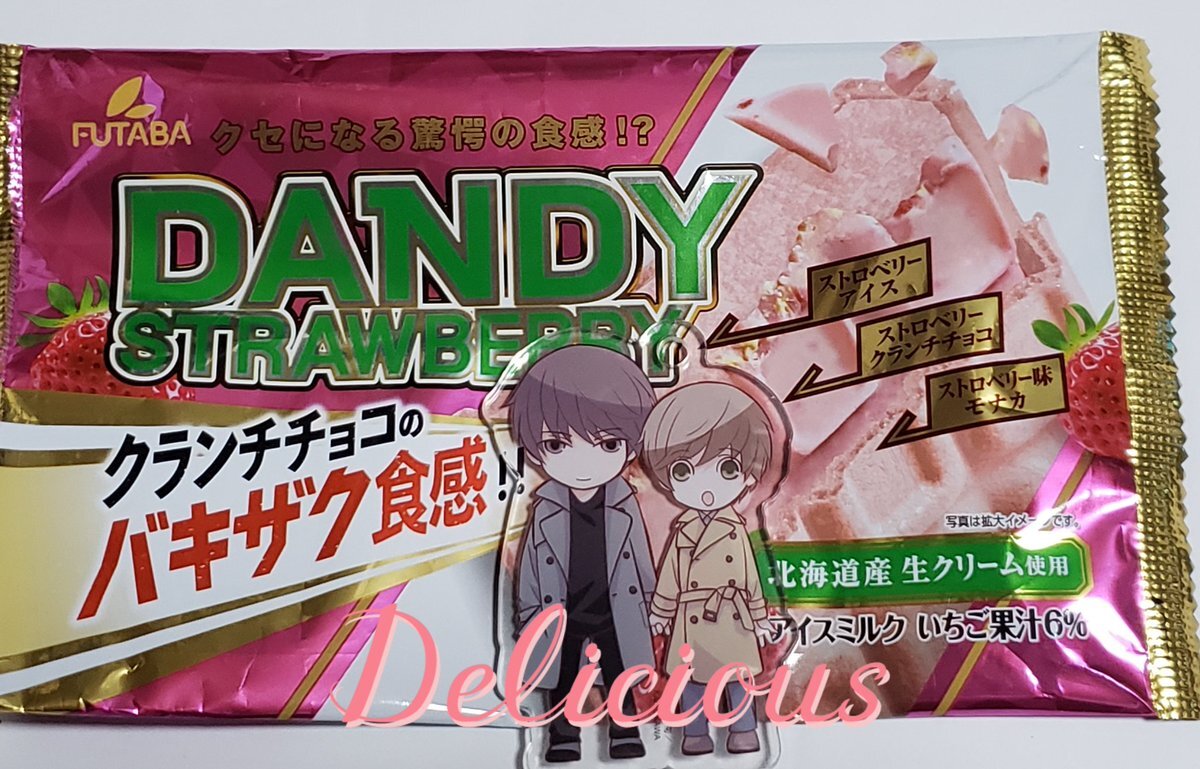 FUTABA
クセになる驚愕の食感!?
DANDY
STRAWBERRY
ストロベリー
アイス
ストロベリー
クランチチョコ
ストロベリー味
モナカ
クランチチョコの
バキザク食感!!
写真は拡大イメージです。
北海道産 生クリーム使用
アイスミルク いちご果汁6%
Delicious